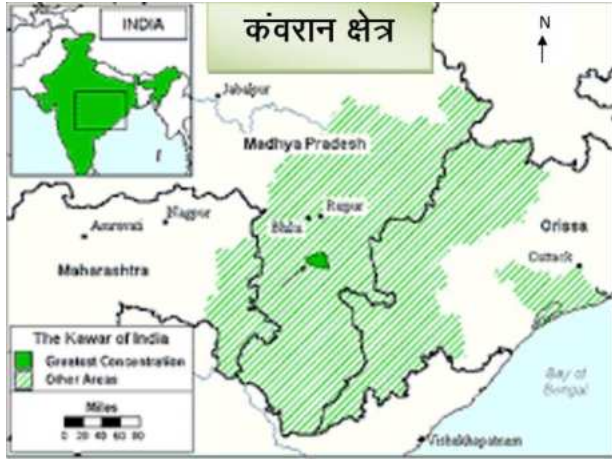 INDIA
कंवरान क्षेत्र
N
Jabalpur
Madhya Pradesh
Raipur
Bhilai
Nagpur
Amravati
Orissa
Cuttack
Maharashtra
The Kawar of India
Greatest Concentration
Other Areas
Miles
0 20 40 60 80
Bay of
Bengal
Vishakhapatnam